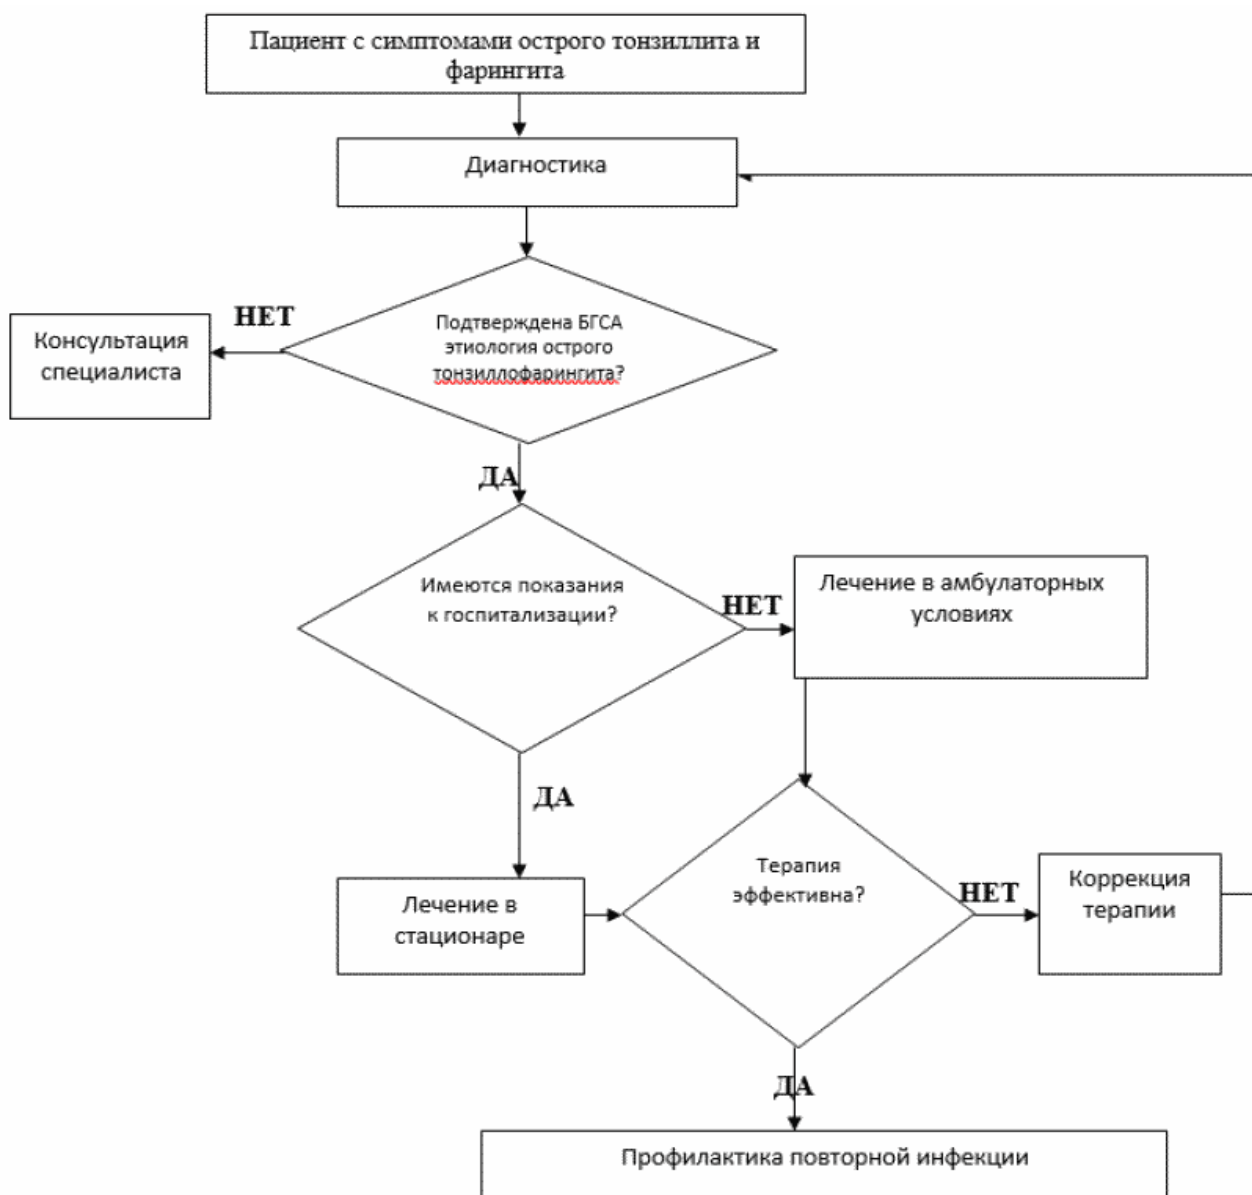 Пациент с симптомами острого тонзиллита и
фарингита
Диагностика
НЕТ
Консультация
специалиста
Подтверждена БГСА
этиология острого
тонзиллофарингита?
ДА
Имеются показания
к госпитализации?
НЕТ
Лечение в амбулаторных
условиях
ДА
Терапия
эффективна?
НЕТ
Коррекция
терапии
Лечение в
стационаре
ДА
Профилактика повторной инфекции